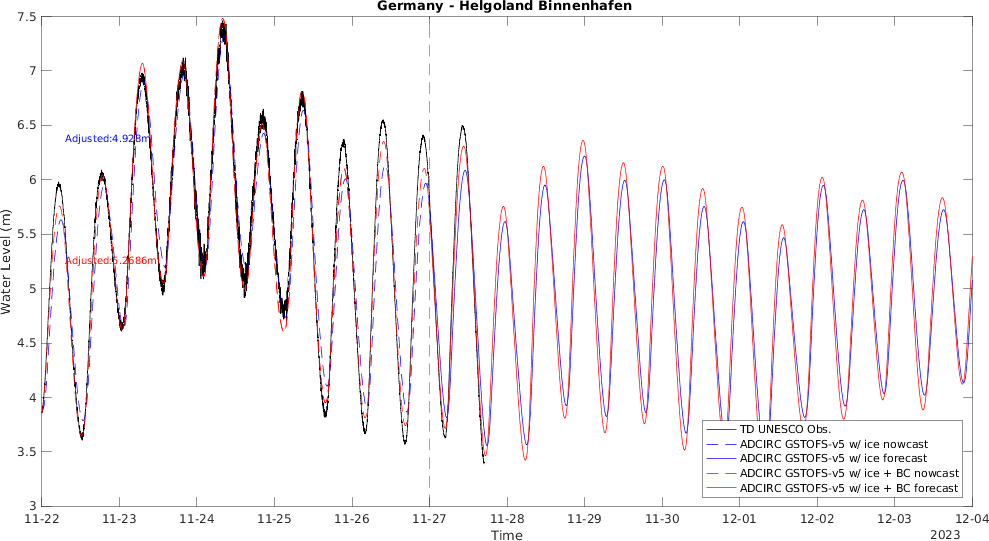 Germany - Helgoland Binnenhafen
7.5
7
6.5
6
5.5
5
4.5
4
3.5
3
Water Level (m)
Adjusted:4.928m
Adjusted:5.2686m
TD UNESCO Obs.
ADCIRC GSTOFS-v5 w/ ice nowcast
ADCIRC GSTOFS-v5 w/ ice forecast
ADCIRC GSTOFS-v5 w/ ice + BC nowcast
ADCIRC GSTOFS-v5 w/ ice + BC forecast
11-22 11-23 11-24 11-25 11-26 11-27 11-28 11-29 11-30 12-01 12-02 12-03 12-04
Time
2023